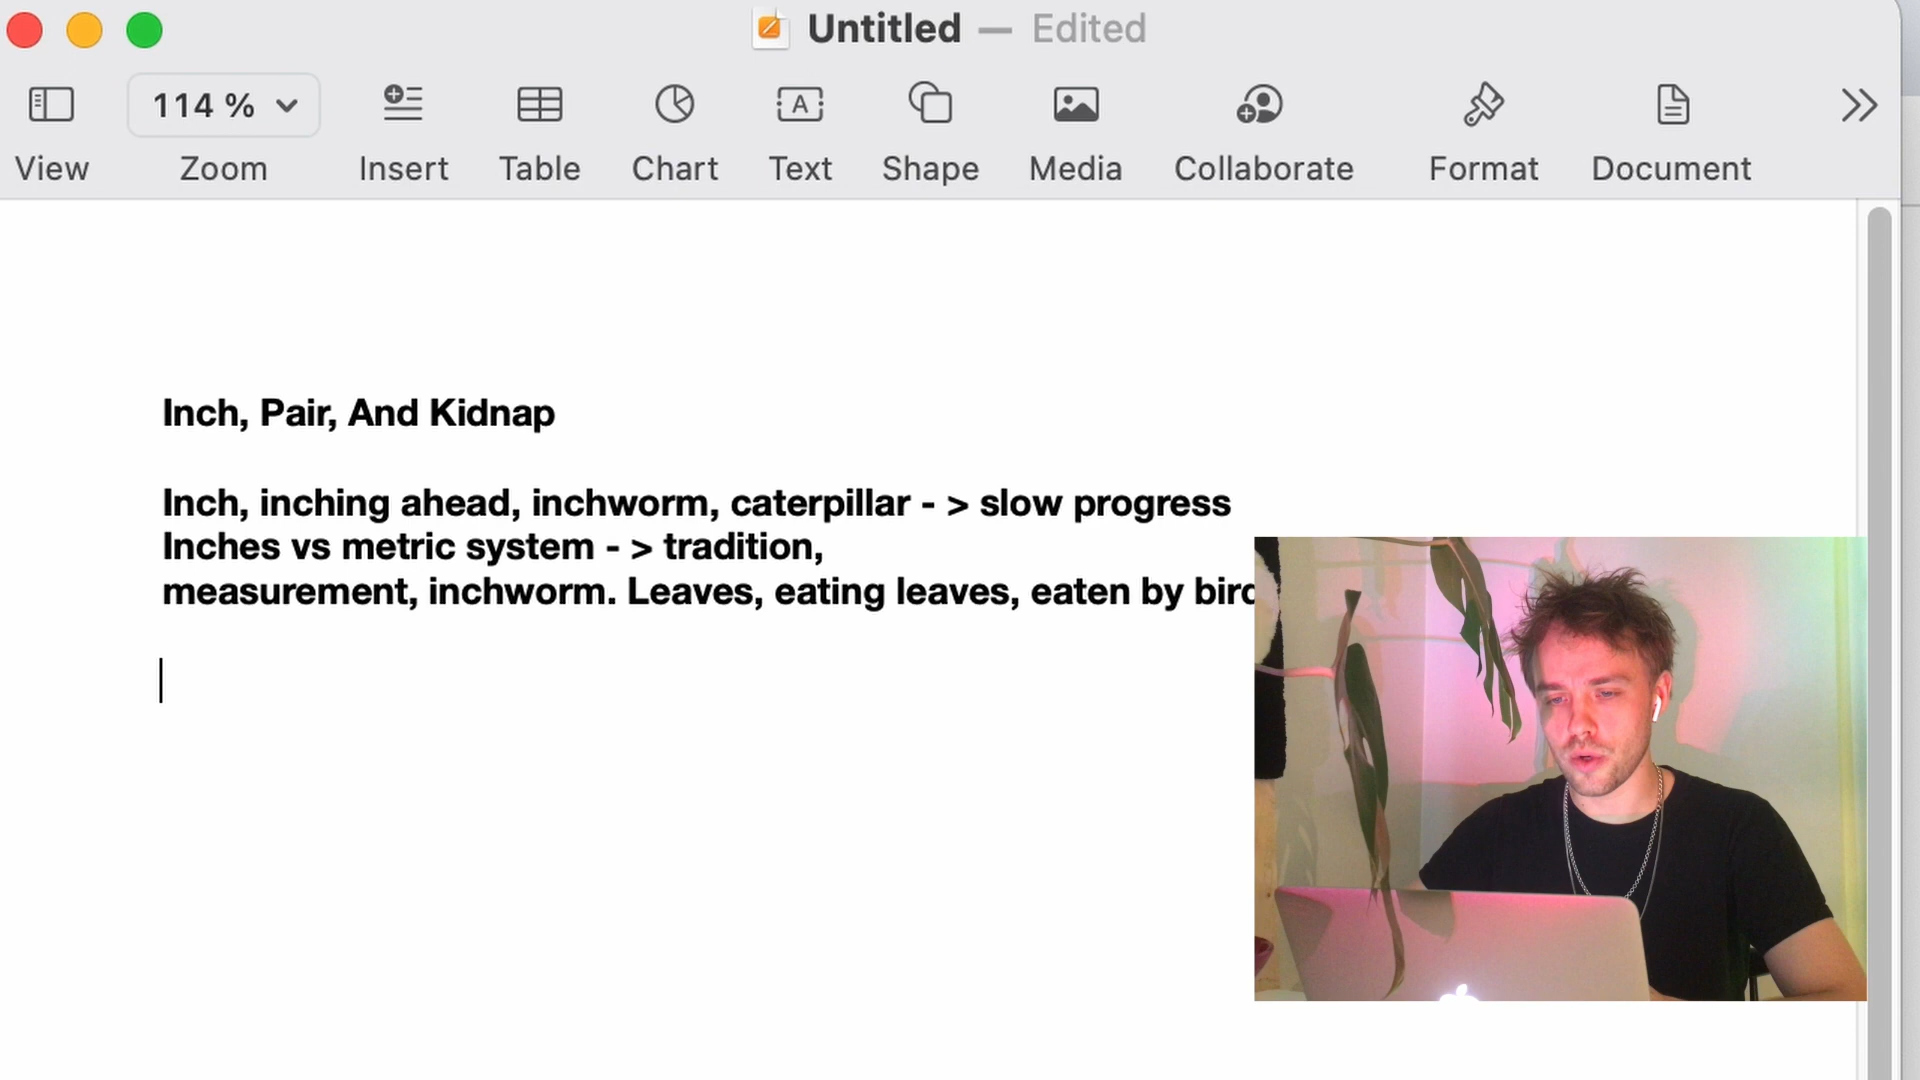 Untitled — Edited
114 %
View Zoom Insert Table Chart Text Shape Media Collaborate Format Document
Inch, Pair, And Kidnap
Inch, inching ahead, inchworm, caterpillar - > slow progress
Inches vs metric system - > tradition,
measurement, inchworm. Leaves, eating leaves, eaten by